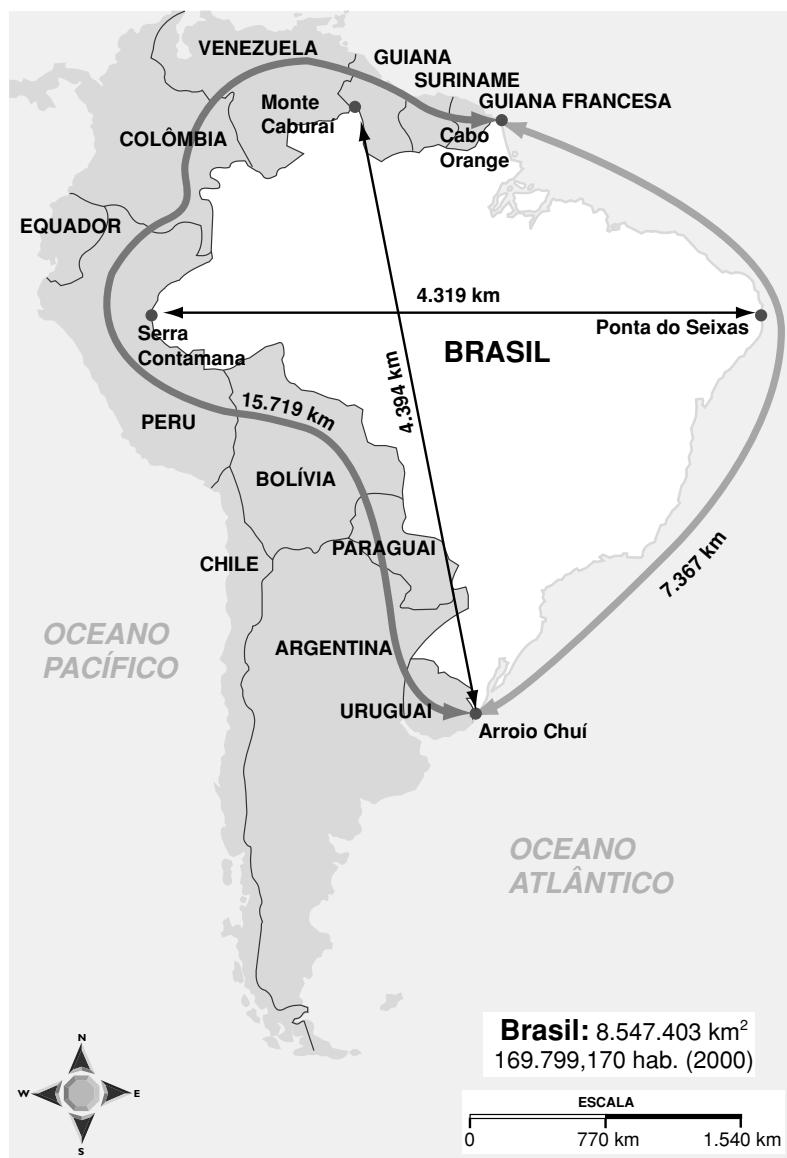 VENEZUELA
GUIANA
SURINAME
GUIANA FRANCESA
Monte
Caburaí
COLÔMBIA
Cabo
Orange
EQUADOR
4.319 km
Serra
Contamana
Ponta do Seixas
BRASIL
4.394 km
15.719 km
PERU
BOLÍVIA
PARAGUAI
CHILE
7.367 km
OCEANO
PACÍFICO
ARGENTINA
URUGUAI
Arroio Chuí
OCEANO
ATLÂNTICO
Brasil: 8.547.403 km²
169.799,170 hab. (2000)
N
W
E
S
ESCALA
0 770 km 1.540 km